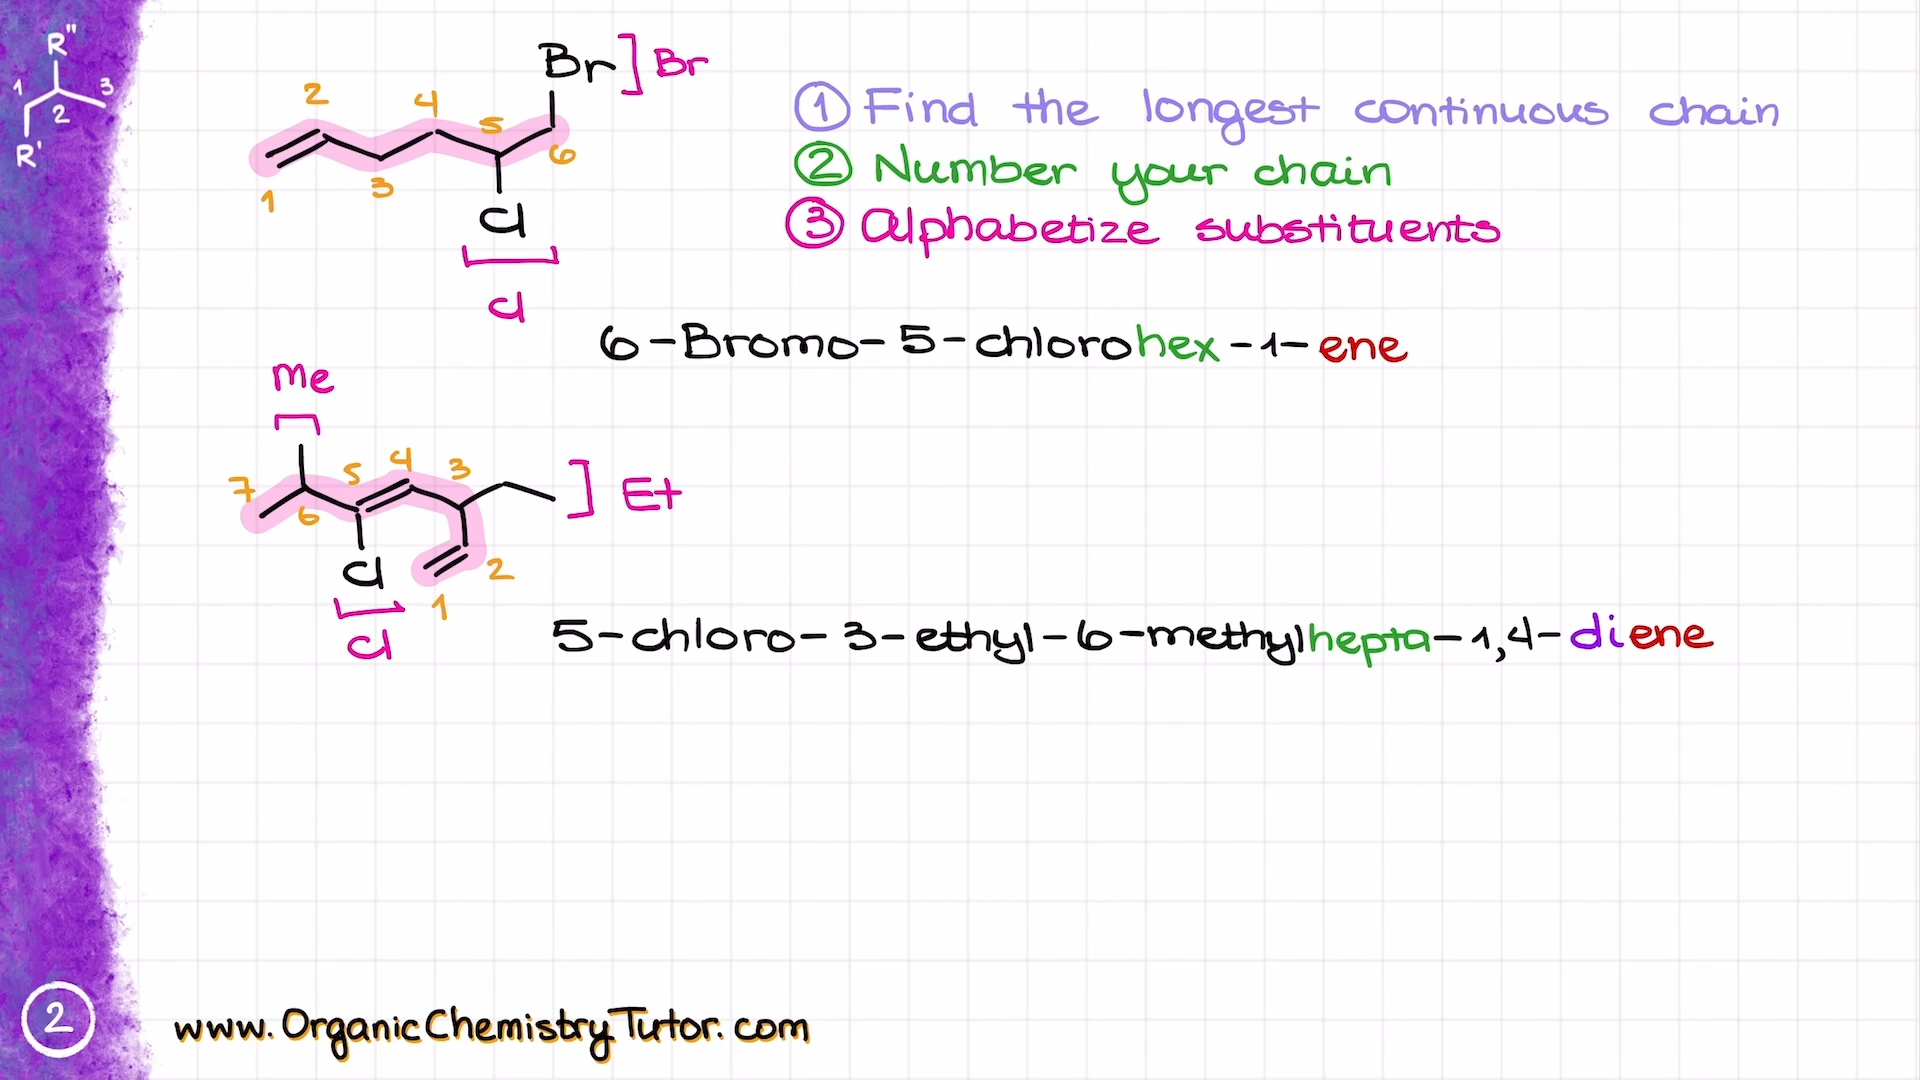 R"
1
3
2
R'
Br ] Br
2
4
5
6
1
3
Cl
Cl
① Find the longest continuous chain
② Number your chain
③ Alphabetize substituents
6-Bromo-5-chlorohex-1-ene
Me
7
5
4
3
6
] Et
Cl
2
1
Cl
5-chloro-3-ethyl-6-methylhepta-1,4-diene
2
www.OrganicChemistryTutor.com